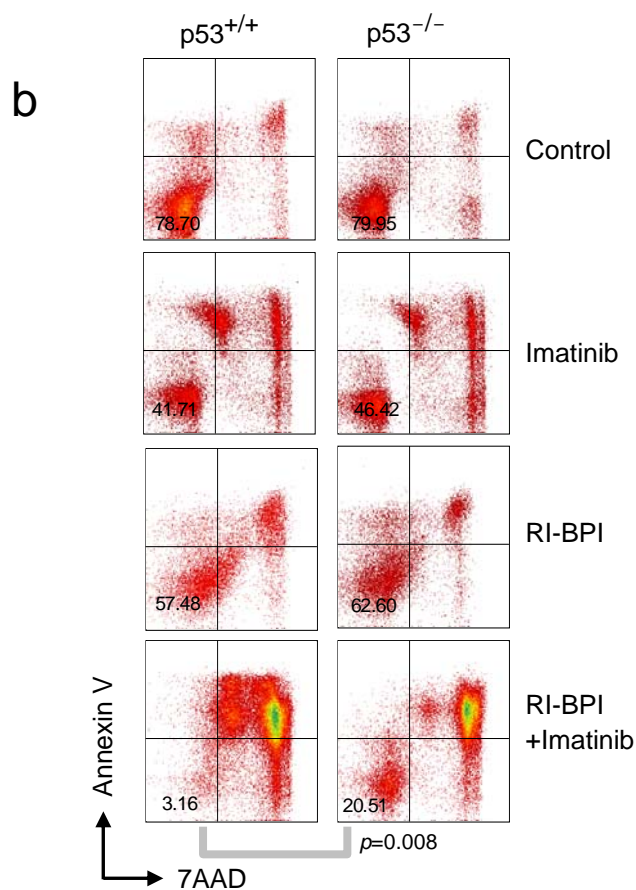 p53+/+ p53−/−
b
Control
78.70 79.95
Imatinib
41.71 46.42
RI-BPI
57.48 62.60
RI-BPI
+Imatinib
3.16 20.51
Annexin V
p=0.008
7AAD